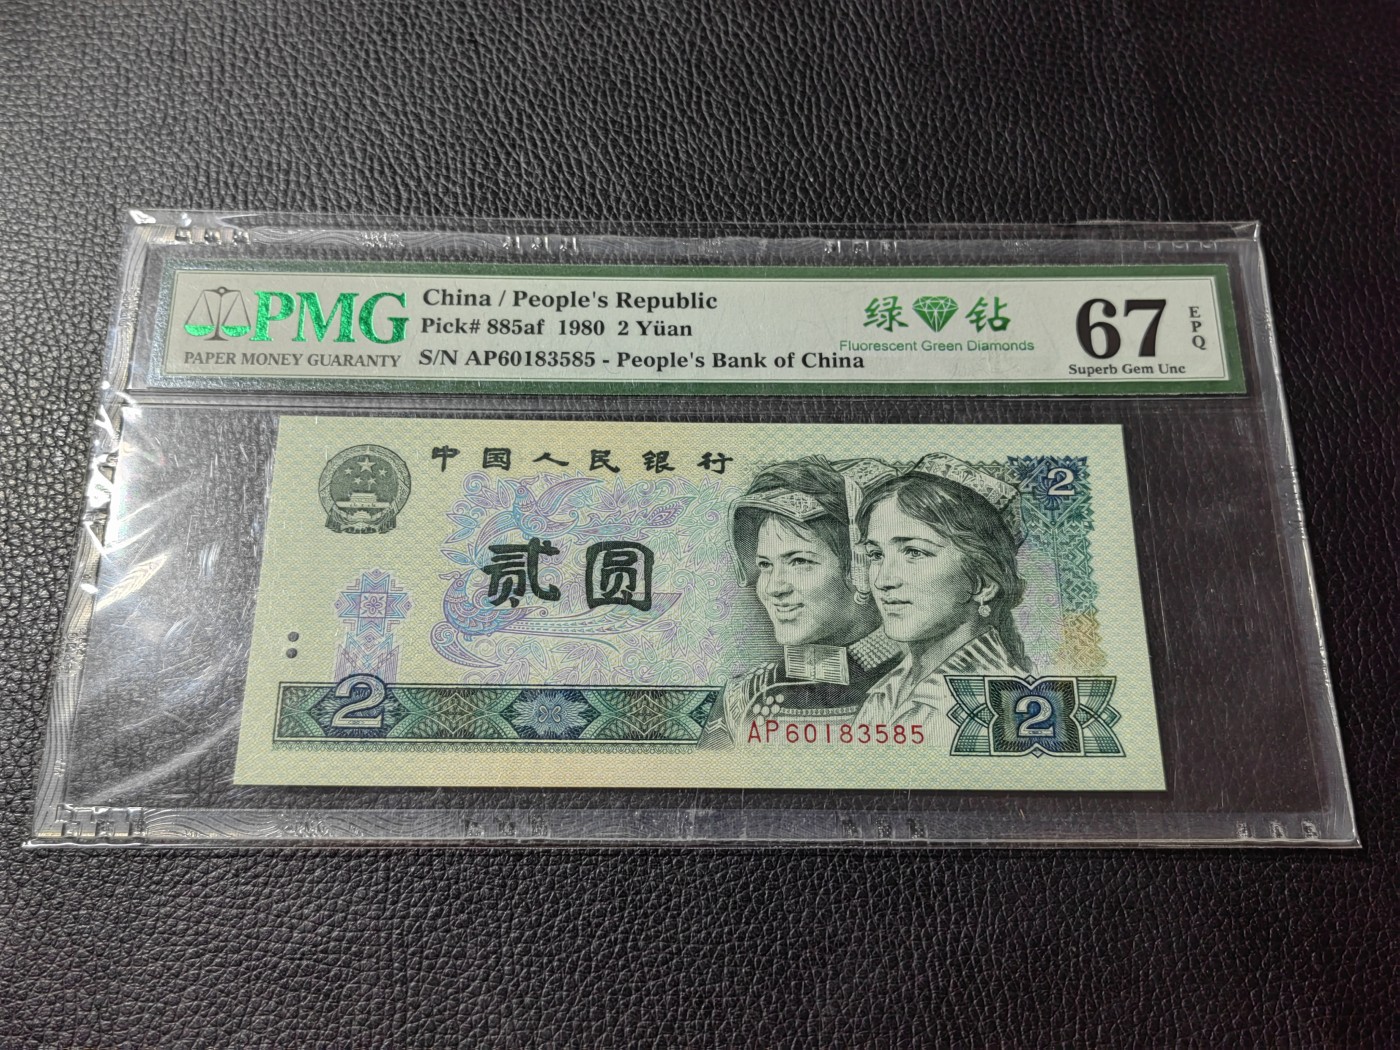 PMG
PAPER MONEY GUARANTY
China / People's Republic
Pick# 885af 1980 2 Yüan
S/N AP60183585 - People's Bank of China
绿 钻
Fluorescent Green Diamonds
67
EPQ
Superb Gem Unc
中国人民银行
2
贰圆
2
AP60183585
2